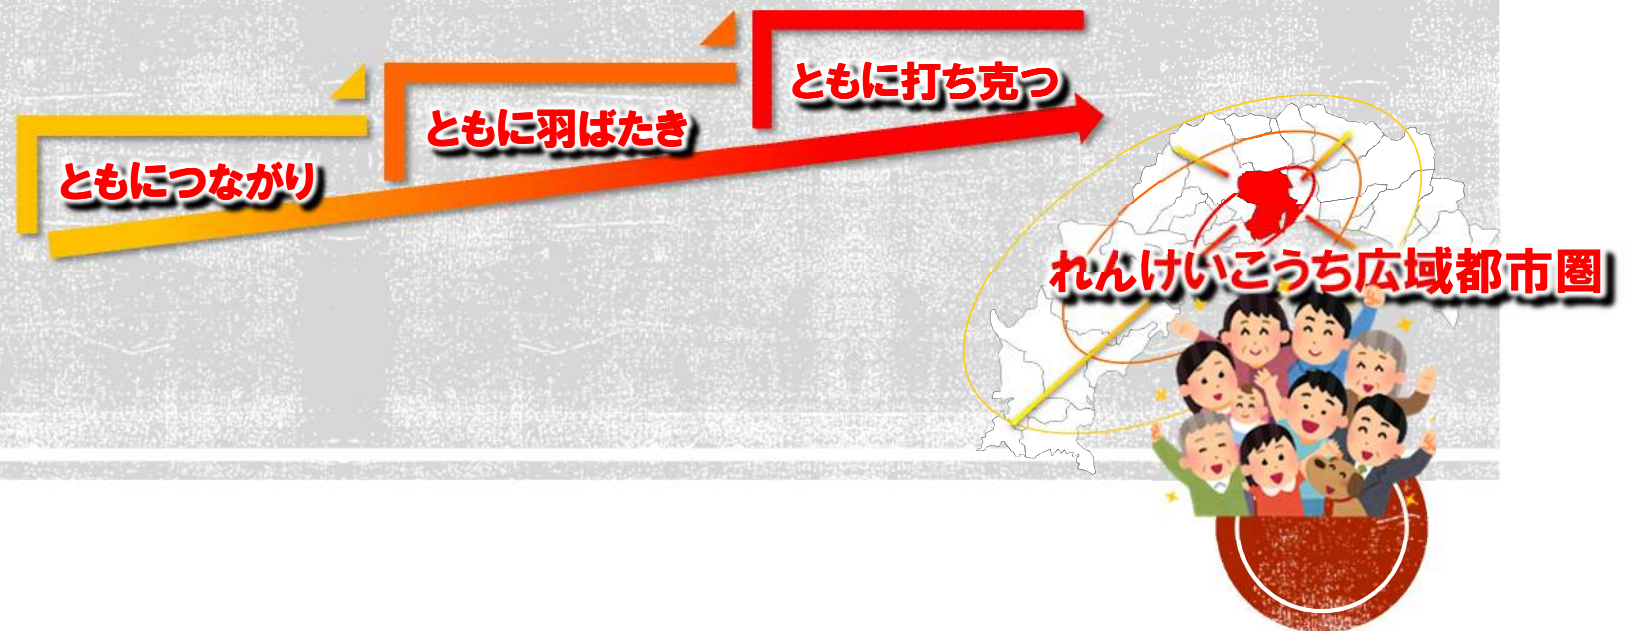 ともに打ち克つ
ともに羽ばたき
ともにつながり
れんけいこうち広域都市圏